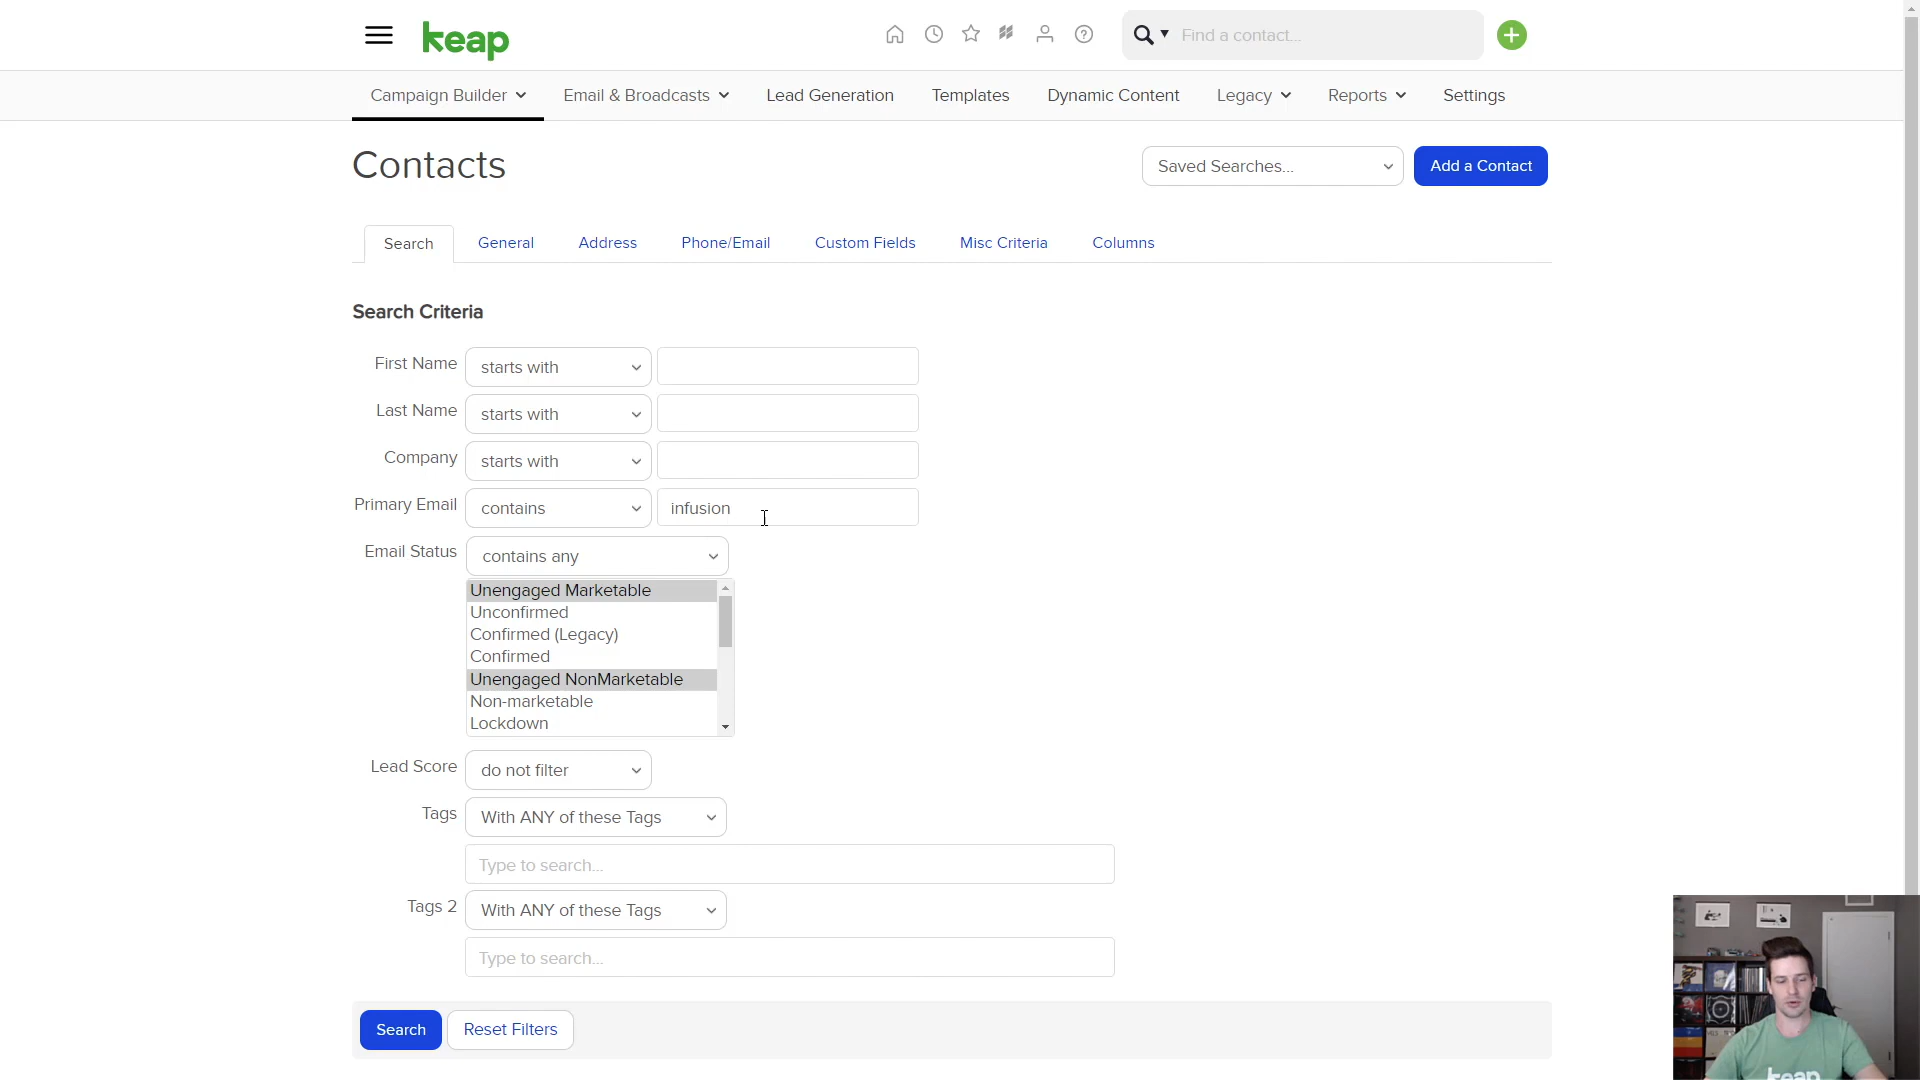 keap
Find a contact...
Campaign Builder
Email & Broadcasts
Lead Generation
Templates
Dynamic Content
Legacy
Reports
Settings
Contacts
Saved Searches...
Add a Contact
Search
General
Address
Phone/Email
Custom Fields
Misc Criteria
Columns
Search Criteria
First Name
starts with
Last Name
starts with
Company
starts with
Primary Email
contains
infusion
Email Status
contains any
Unengaged Marketable
Unconfirmed
Confirmed (Legacy)
Confirmed
Unengaged NonMarketable
Non-marketable
Lockdown
Lead Score
do not filter
Tags
With ANY of these Tags
Type to search...
Tags 2
With ANY of these Tags
Type to search...
Search
Reset Filters
keap